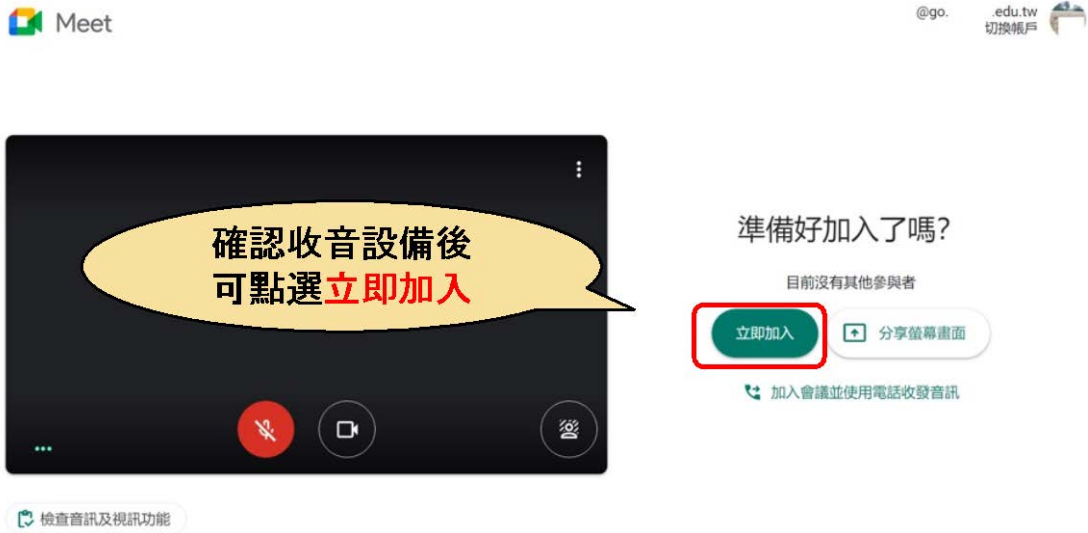 Meet
@go. .edu.tw
切換帳戶
確認收音設備後
可點選立即加入
準備好加入了嗎?
目前沒有其他參與者
立即加入
分享螢幕畫面
加入會議並使用電話收發音訊
檢查音訊及視訊功能